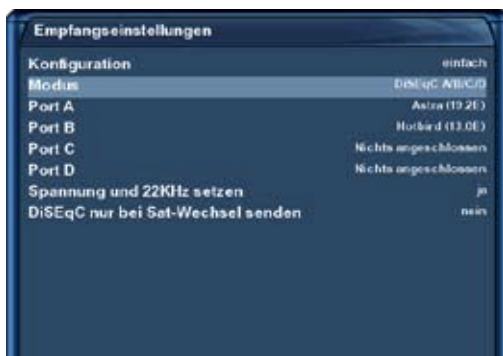 Empfangseinstellungen
Konfiguration einfach
Modus DiSEqC A/B/C/D
Port A Astra (19.2E)
Port B Hotbird (13.0E)
Port C Nichts angeschlossen
Port D Nichts angeschlossen
Spannung und 22KHz setzen ja
DiSEqC nur bei Sat-Wechsel senden nein